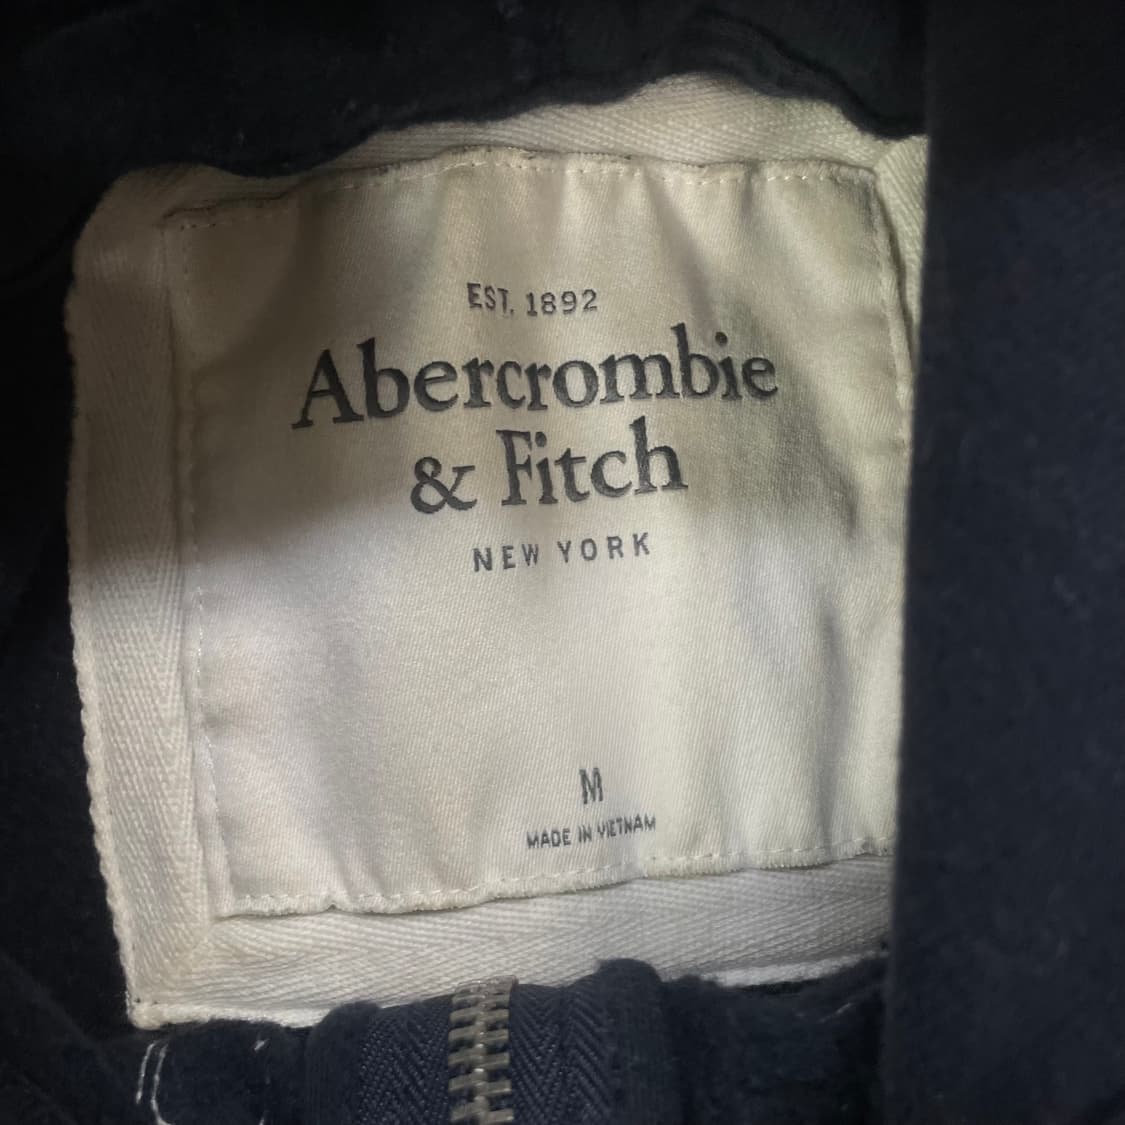 EST. 1892
Abercrombie
& Fitch
NEW YORK
M
MADE IN VIETNAM